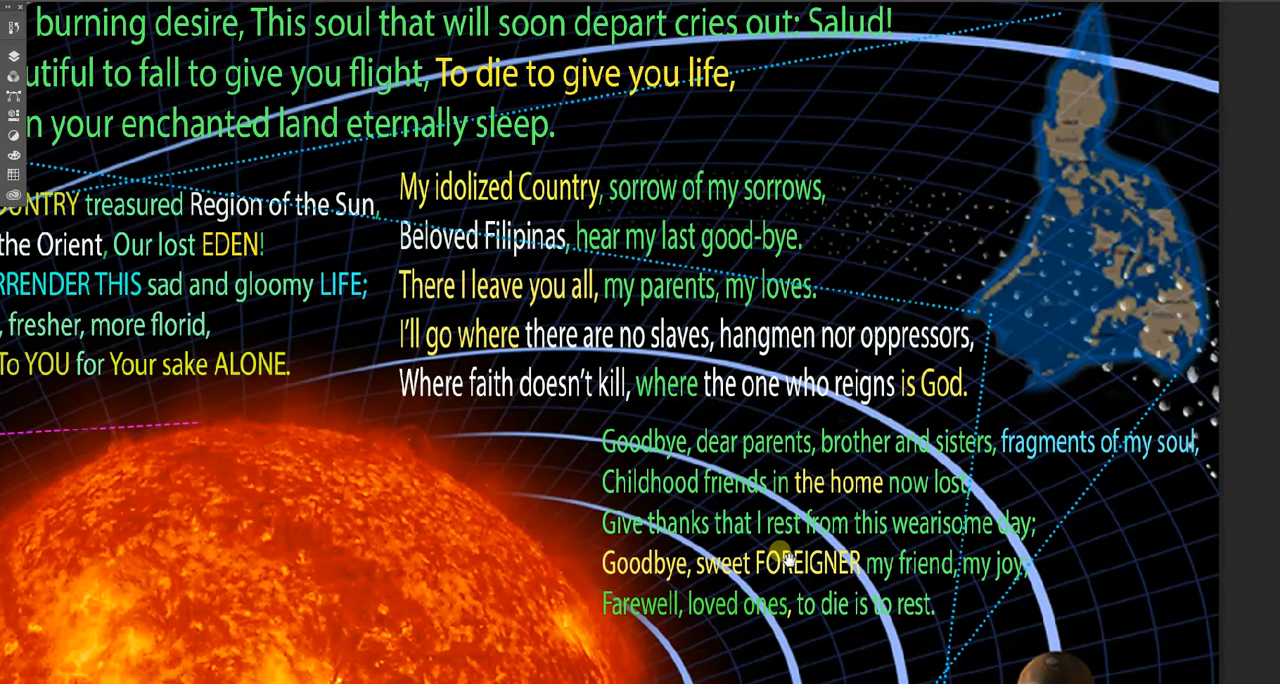 burning desire, This soul that will soon depart cries out: Salud!
utiful to fall to give you flight, To die to give you life,
n your enchanted land eternally sleep.
OUNTRY treasured Region of the Sun,
the Orient, Our lost EDEN!
RRENDER THIS sad and gloomy LIFE;
, fresher, more florid,
To YOU for Your sake ALONE.
My idolized Country, sorrow of my sorrows,
Beloved Filipinas, hear my last good-bye.
There I leave you all, my parents, my loves.
I'll go where there are no slaves, hangmen nor oppressors,
Where faith doesn't kill, where the one who reigns is God.
Goodbye, dear parents, brother and sisters, fragments of my soul,
Childhood friends in the home now lost,
Give thanks that I rest from this wearisome day;
Goodbye, sweet FOREIGNER my friend, my joy;
Farewell, loved ones, to die is to rest.